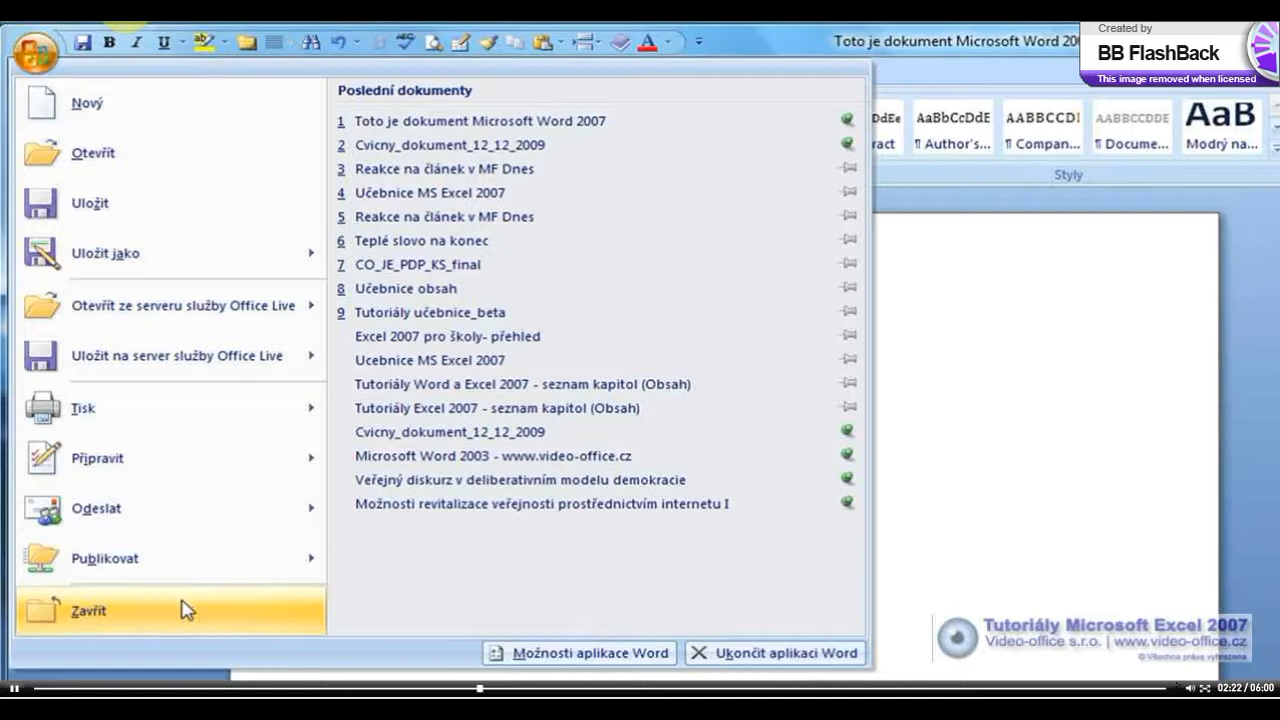 B I U
Toto je dokument Microsoft Word 200
Created by
BB FlashBack
This image removed when licensed
Nový
Otevřít
Uložit
Uložit jako
Otevřít ze serveru služby Office Live
Uložit na server služby Office Live
Tisk
Připravit
Odeslat
Publikovat
Zavřít
Poslední dokumenty
1 Toto je dokument Microsoft Word 2007
2 Cvicny_dokument_12_12_2009
3 Reakce na článek v MF Dnes
4 Učebnice MS Excel 2007
5 Reakce na článek v MF Dnes
6 Teplé slovo na konec
7 CO_JE_PDP_KS_final
8 Učebnice obsah
9 Tutoriály učebnice_beta
Excel 2007 pro školy- přehled
Ucebnice MS Excel 2007
Tutoriály Word a Excel 2007 - seznam kapitol (Obsah)
Tutoriály Excel 2007 - seznam kapitol (Obsah)
Cvicny_dokument_12_12_2009
Microsoft Word 2003 - www.video-office.cz
Veřejný diskurz v deliberativním modelu demokracie
Možnosti revitalizace veřejnosti prostřednictvím internetu I
Možnosti aplikace Word
Ukončit aplikaci Word
DdEe AaBbCcDdE AABBCCDI AABBCCDDE AaB
ract ¶ Author's... ¶ Compan... ¶ Docume... Modrý na...
Styly
Tutoriály Microsoft Excel 2007
Video-office s.r.o. | www.video-office.cz
© Všechna práva vyhrazena
02:22 / 06:00